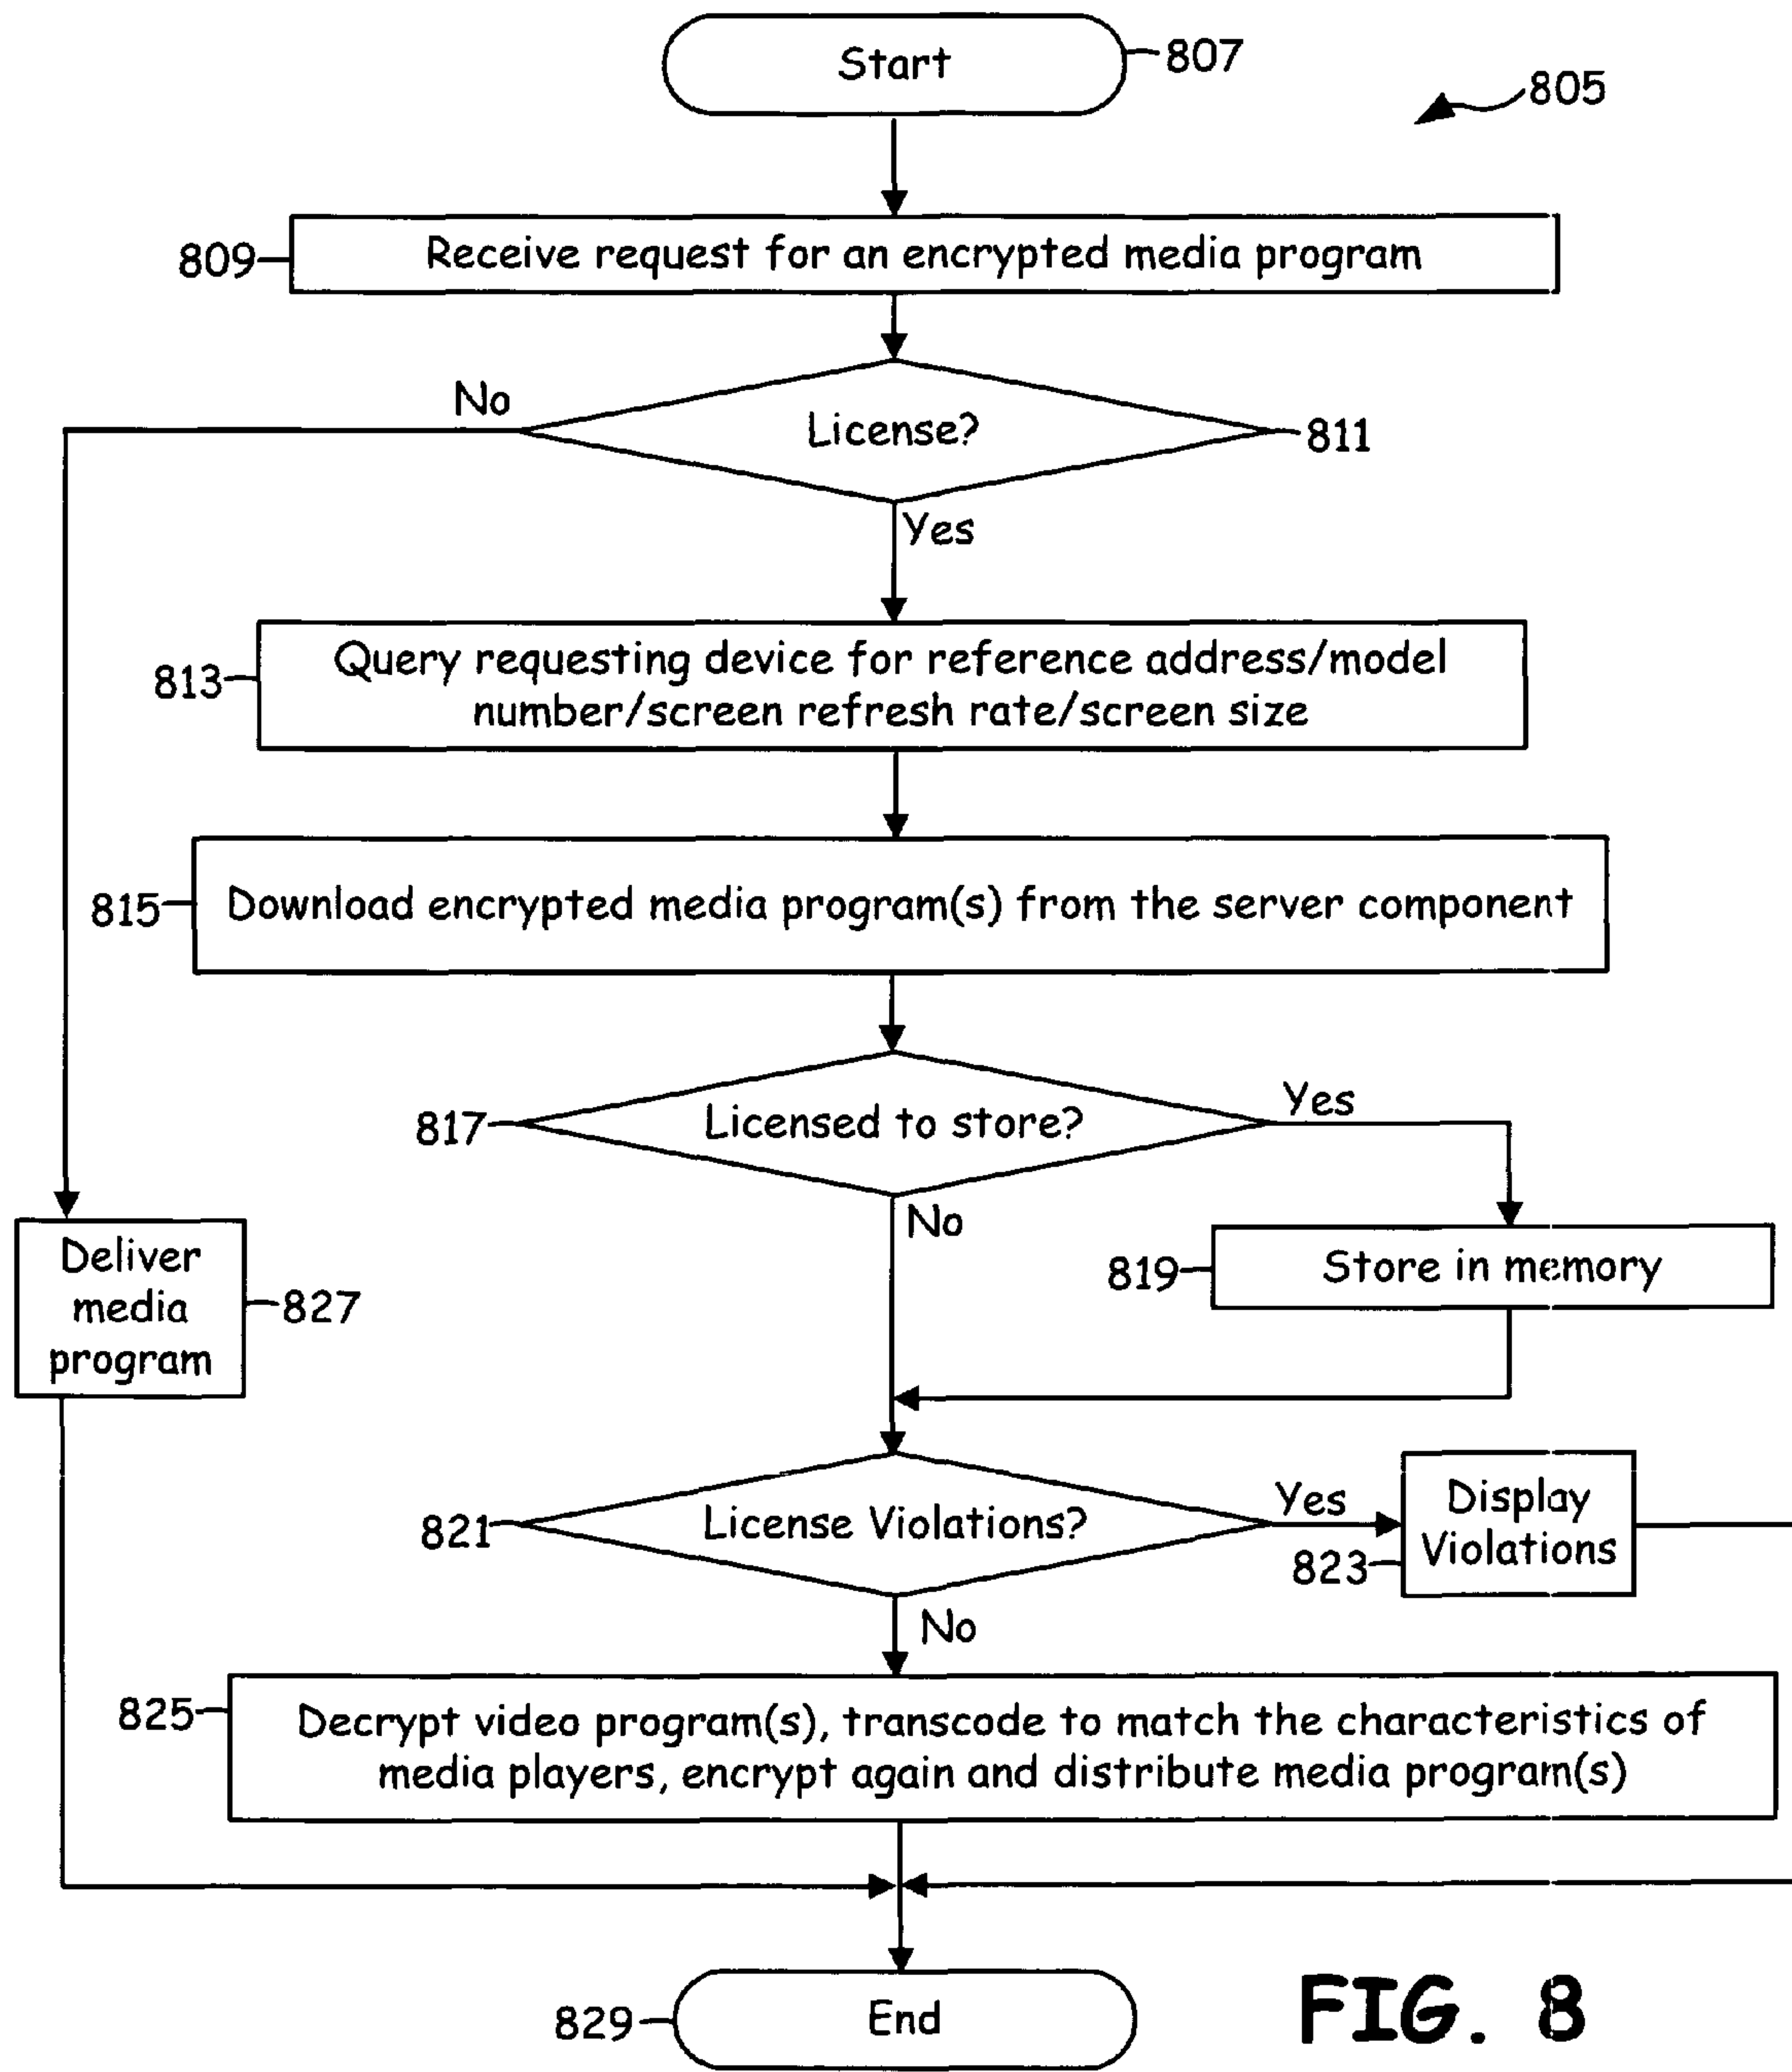 Start
807
805
809
Receive request for an encrypted media program
No
License?
811
Yes
813
Query requesting device for reference address/model
number/screen refresh rate/screen size
815
Download encrypted media program(s) from the server component
817
Licensed to store?
Yes
No
819
Store in memory
Deliver
media
program
827
821
License Violations?
Yes
Display
Violations
823
No
825
Decrypt video program(s), transcode to match the characteristics of
media players, encrypt again and distribute media program(s)
829
End
FIG. 8